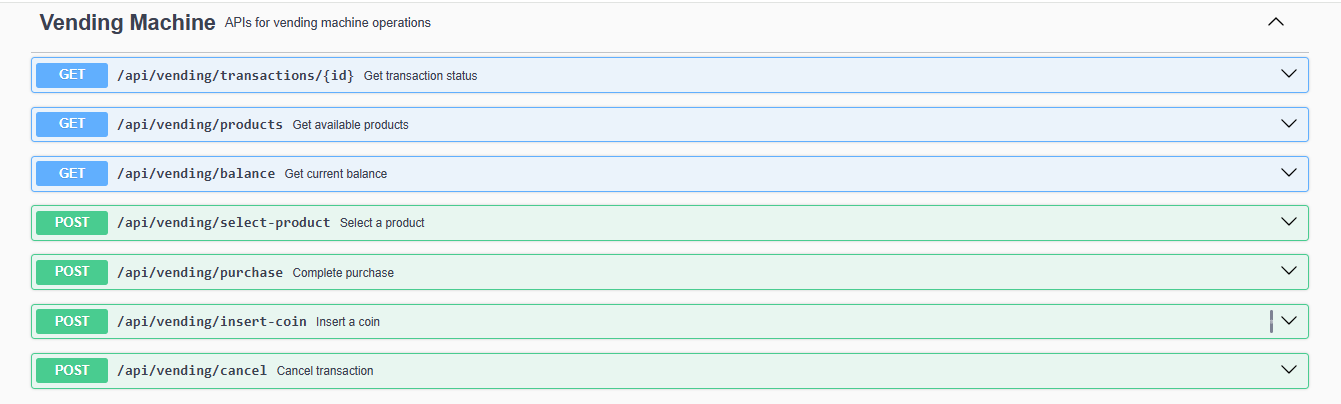 Vending Machine APIs for vending machine operations
GET /api/vending/transactions/{id} Get transaction status
GET /api/vending/products Get available products
GET /api/vending/balance Get current balance
POST /api/vending/select-product Select a product
POST /api/vending/purchase Complete purchase
POST /api/vending/insert-coin Insert a coin
POST /api/vending/cancel Cancel transaction